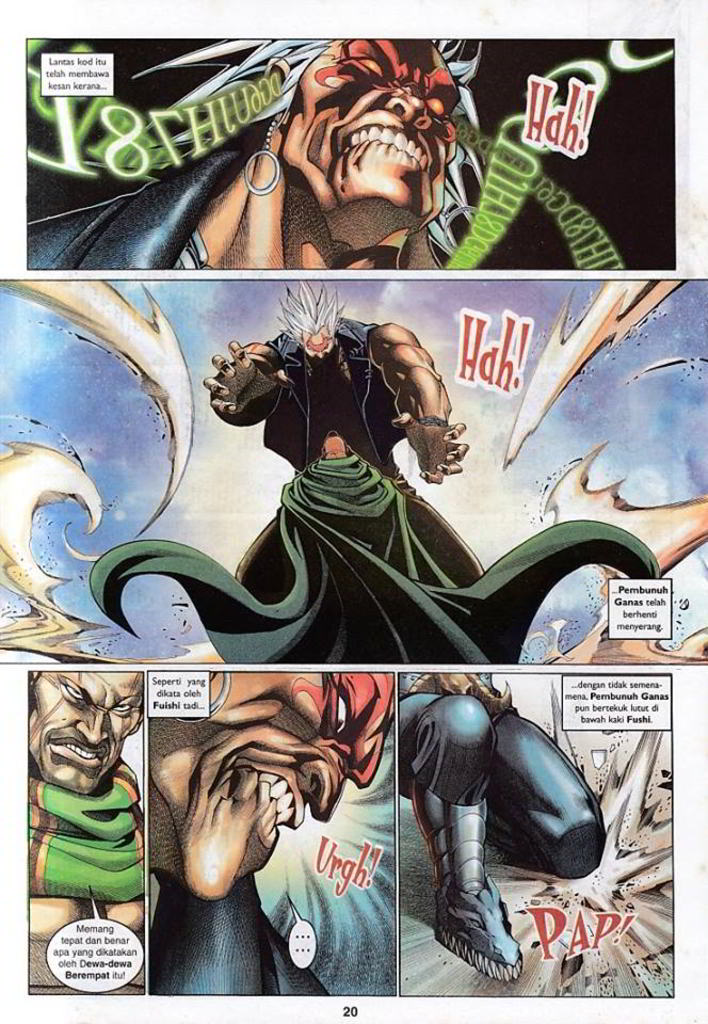 Lantas kod itu
telah membawa
kesan kerana...
187HIU
Hah!
Hah!
...Pembunuh
Ganas telah
berhenti
menyerang.
Memang
tepat dan benar
apa yang dikatakan
oleh Dewa-dewa
Berempat itu!
Seperti yang
dikata oleh
Fuishi tadi...
Urgh!
...
...
...dengan tidak semena-
mena, Pembunuh Ganas
pun bertekuk lutut di
bawah kaki Fushi.
PAP!
20